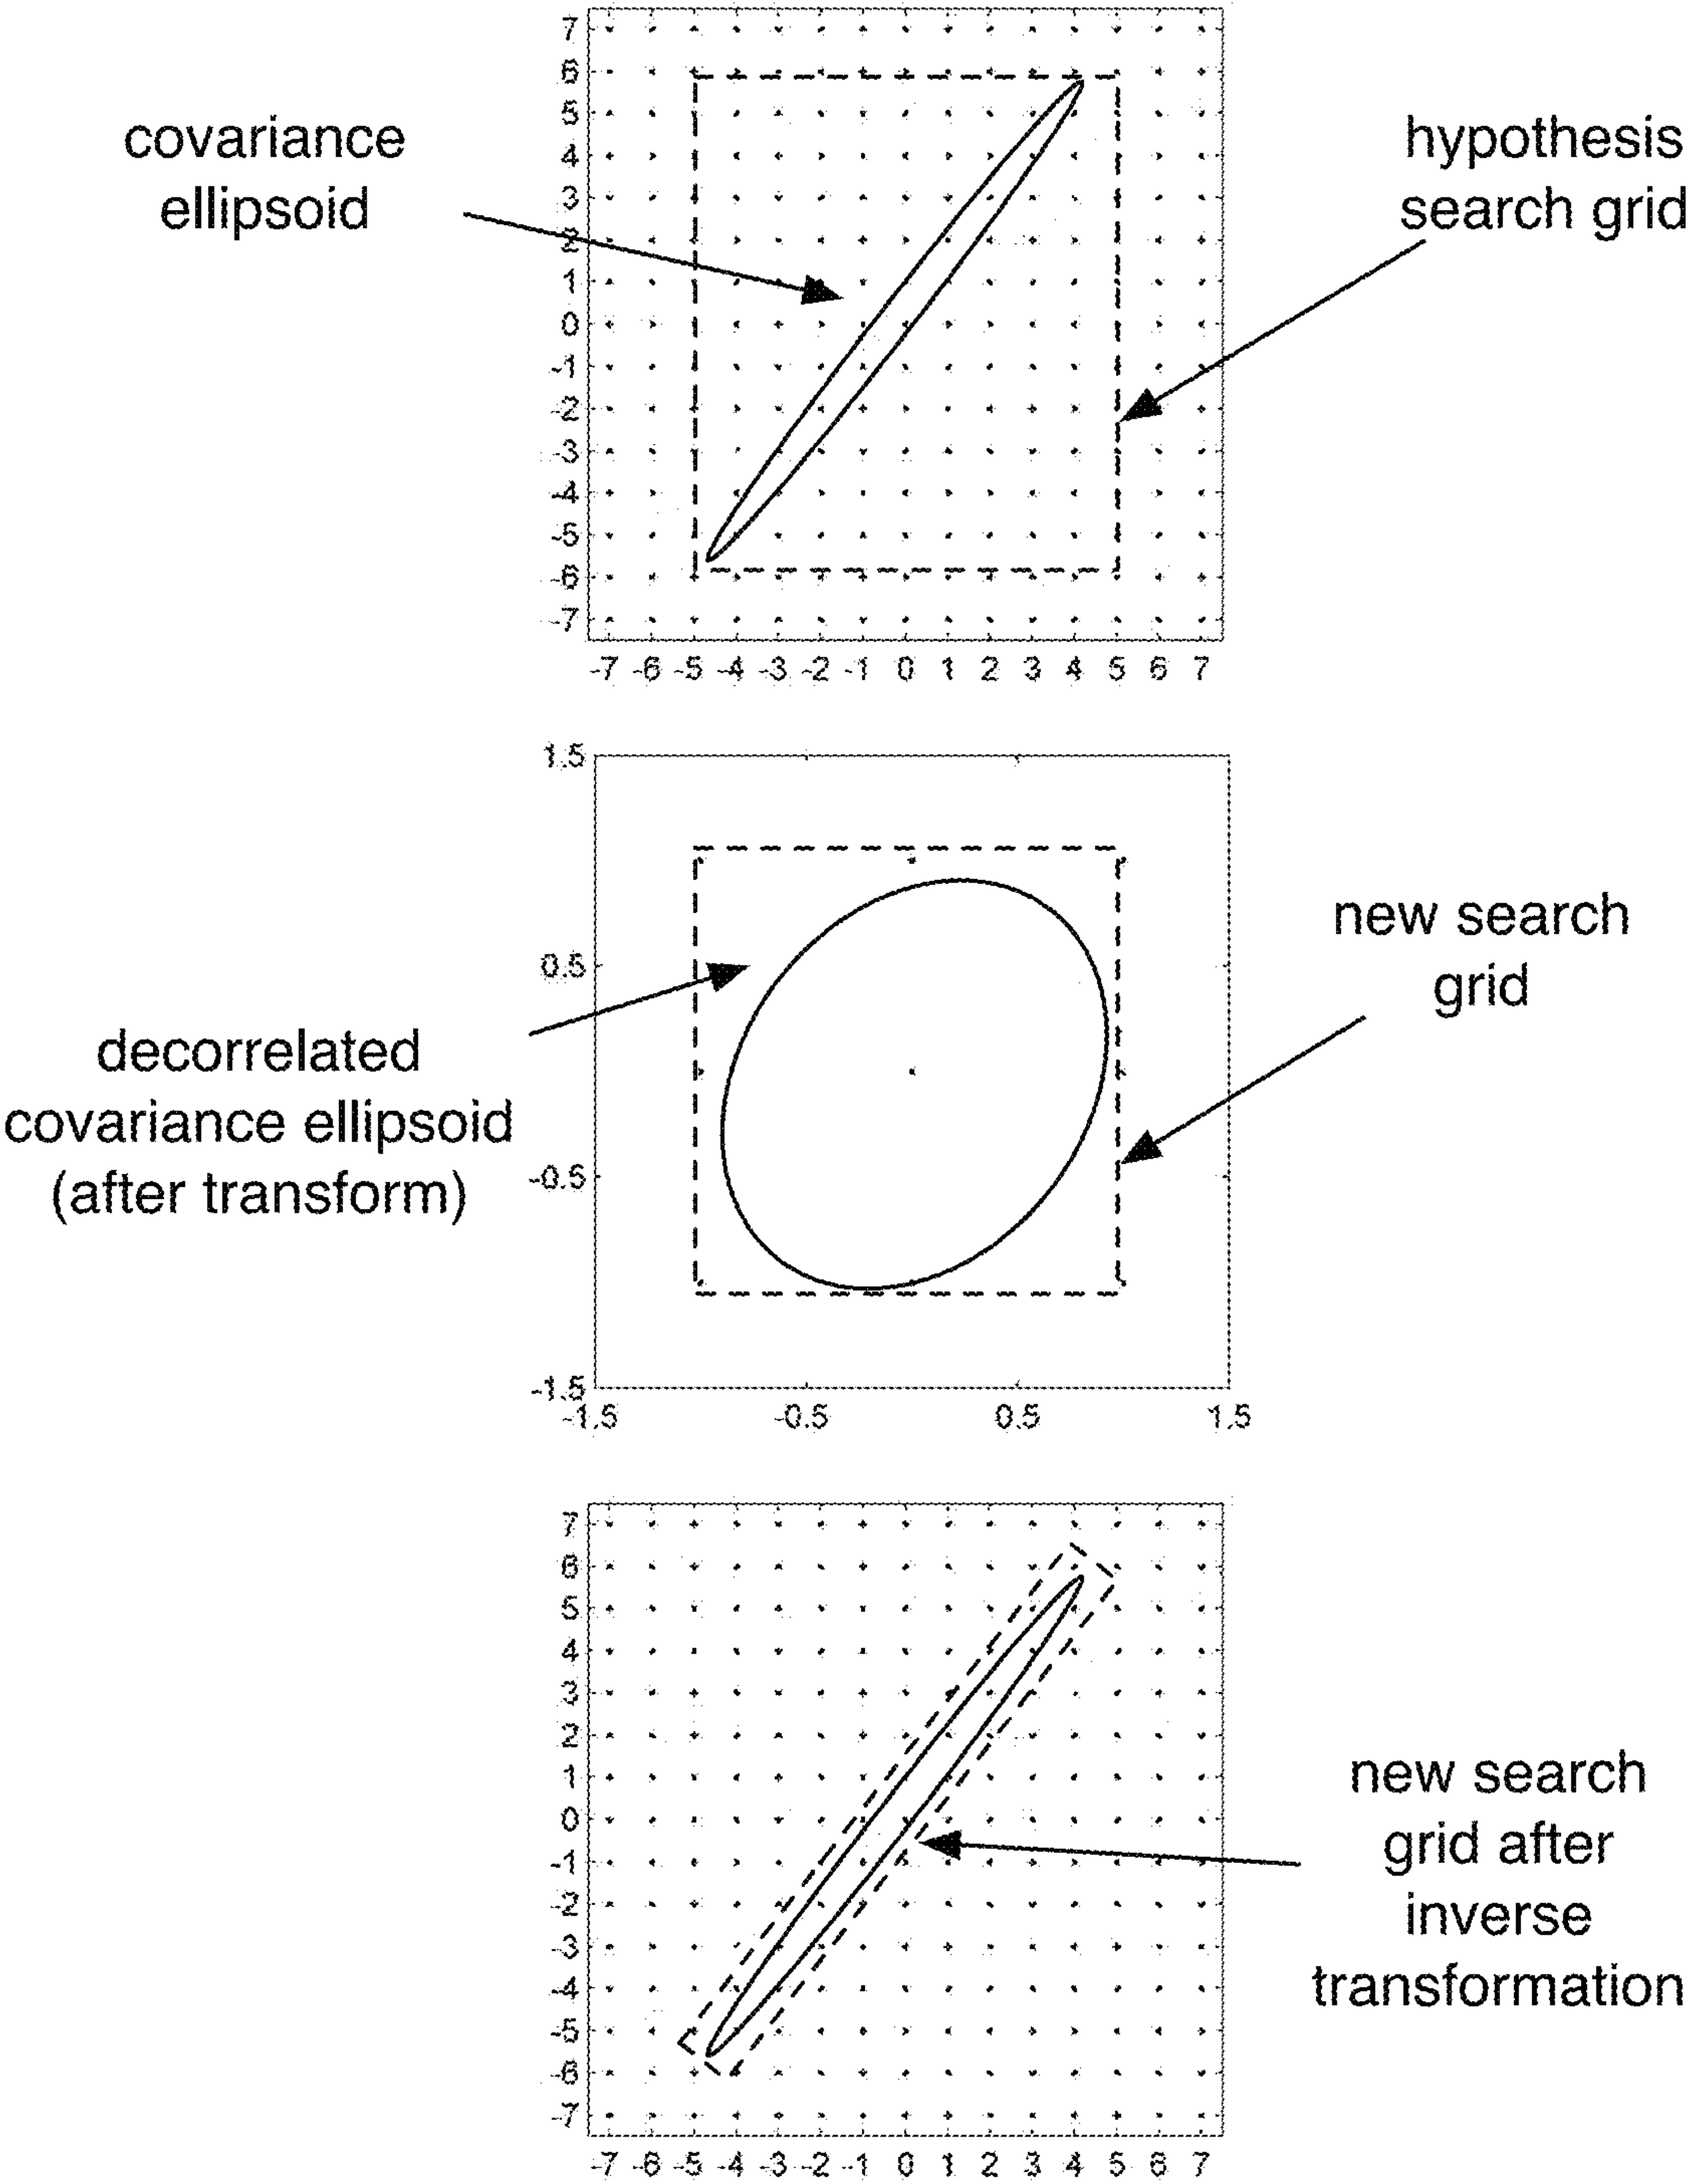 7
6
5
4
3
2
1
0
-1
-2
-3
-4
-5
-6
-7
-7 -6 -5 -4 -3 -2 -1 0 1 2 3 4 5 6 7
covariance
ellipsoid
hypothesis
search grid
1.5
0.5
-0.5
-1.5
-1.5 -0.5 0.5 1.5
new search
grid
decorrelated
covariance ellipsoid
(after transform)
7
6
5
4
3
2
1
0
-1
-2
-3
-4
-5
-6
-7
-7 -6 -5 -4 -3 -2 -1 0 1 2 3 4 5 6 7
new search
grid after
inverse
transformation